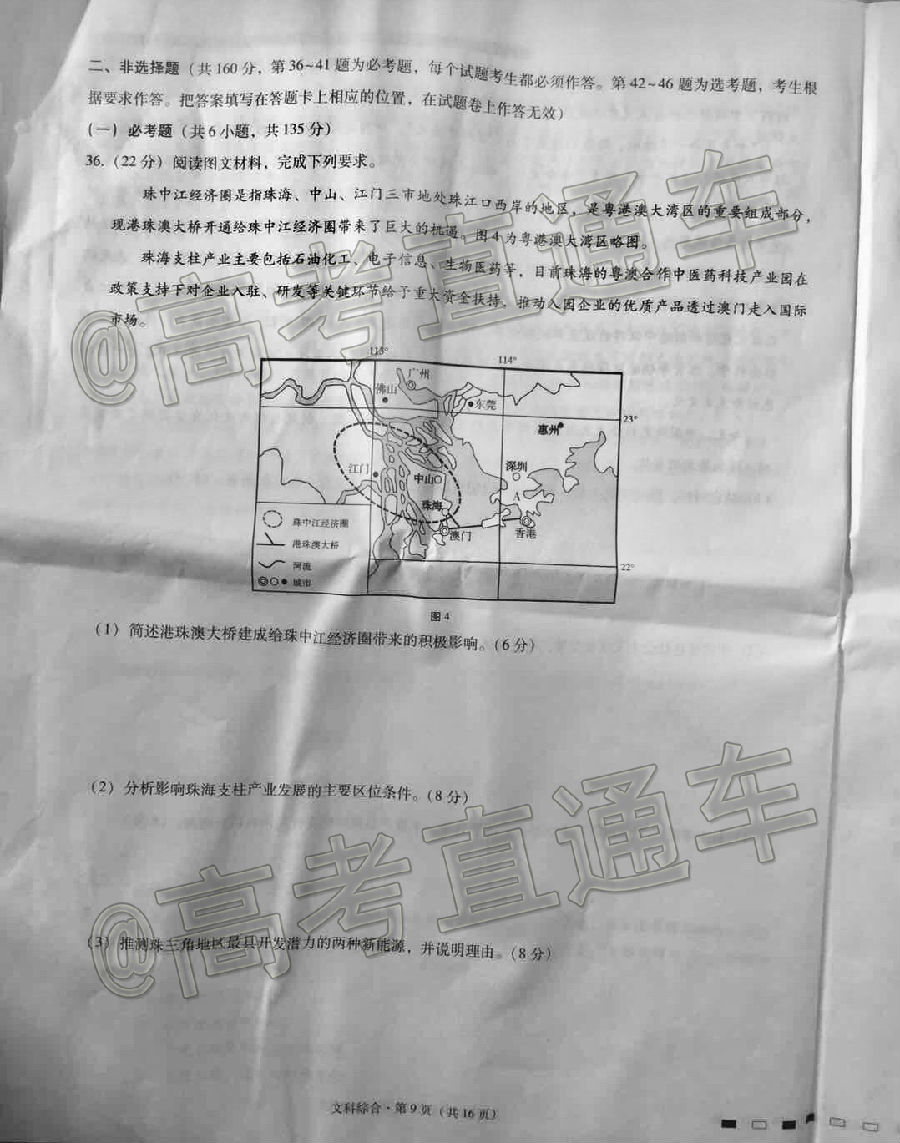 二、非选择题（共160分，第36~41题为必考题，每个试题考生都必须作答。第42~46题为选考题，考生根
据要求作答。把答案填写在答题卡上相应的位置，在试题卷上作答无效）
（一）必考题（共6小题，共135分）
36.（22分）阅读图文材料，完成下列要求。
珠中江经济圈是指珠海、中山、江门三市地处珠江口西岸的地区，是粤港澳大湾区的重要组成部分，
现港珠澳大桥开通给珠中江经济圈带来了巨大的机遇。图4为粤港澳大湾区略图。
珠海支柱产业主要包括石油化工、电子信息、生物医药等，目前珠海的粤澳合作中医药科技产业园在
政策支持下对企业入驻、研发等关键环节给予重大资金扶持。推动入园企业的优质产品透过澳门走入国际
市场。
113° 114°
广州
佛山
东莞
23°
惠州
江门
深圳
中山
A
珠海
澳门
香港
珠中江经济圈
港珠澳大桥
河流
城市
22°
图4
（1）简述港珠澳大桥建成给珠中江经济圈带来的积极影响。（6分）
（2）分析影响珠海支柱产业发展的主要区位条件。（8分）
（3）推测珠三角地区最具开发潜力的两种新能源，并说明理由。（8分）
文科综合·第9页（共16页）
@高考直通车
@高考直通车